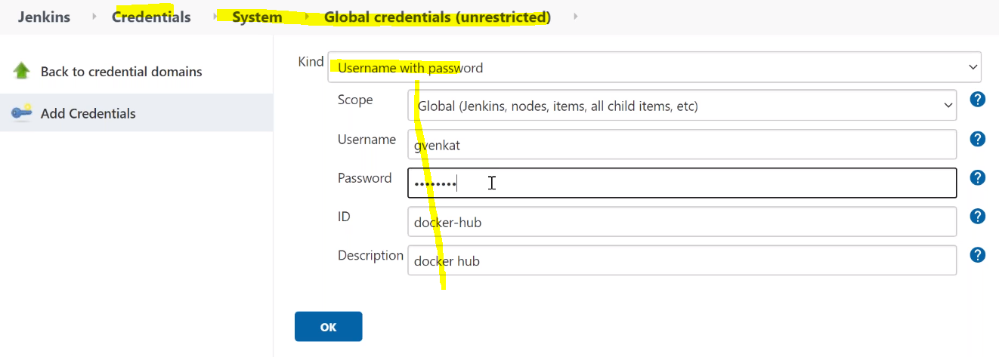 Jenkins Credentials System Global credentials (unrestricted)
Back to credential domains
Add Credentials
Kind Username with password
Scope Global (Jenkins, nodes, items, all child items, etc) ?
Username gvenkat ?
Password •••••••• ?
ID docker-hub ?
Description docker hub ?
OK